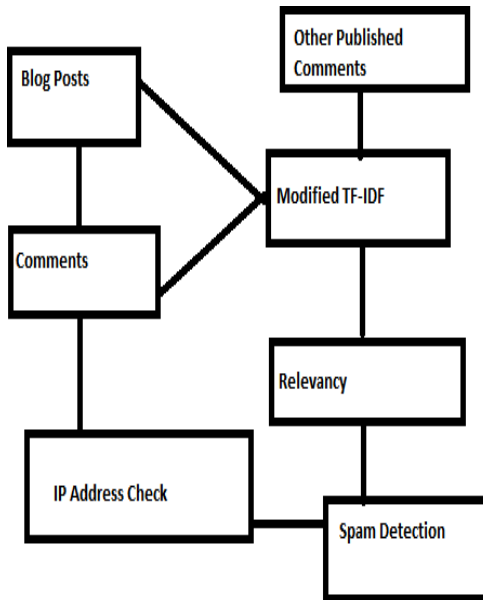 Other Published
Comments
Blog Posts
Modified TF-IDF
Comments
Relevancy
IP Address Check
Spam Detection